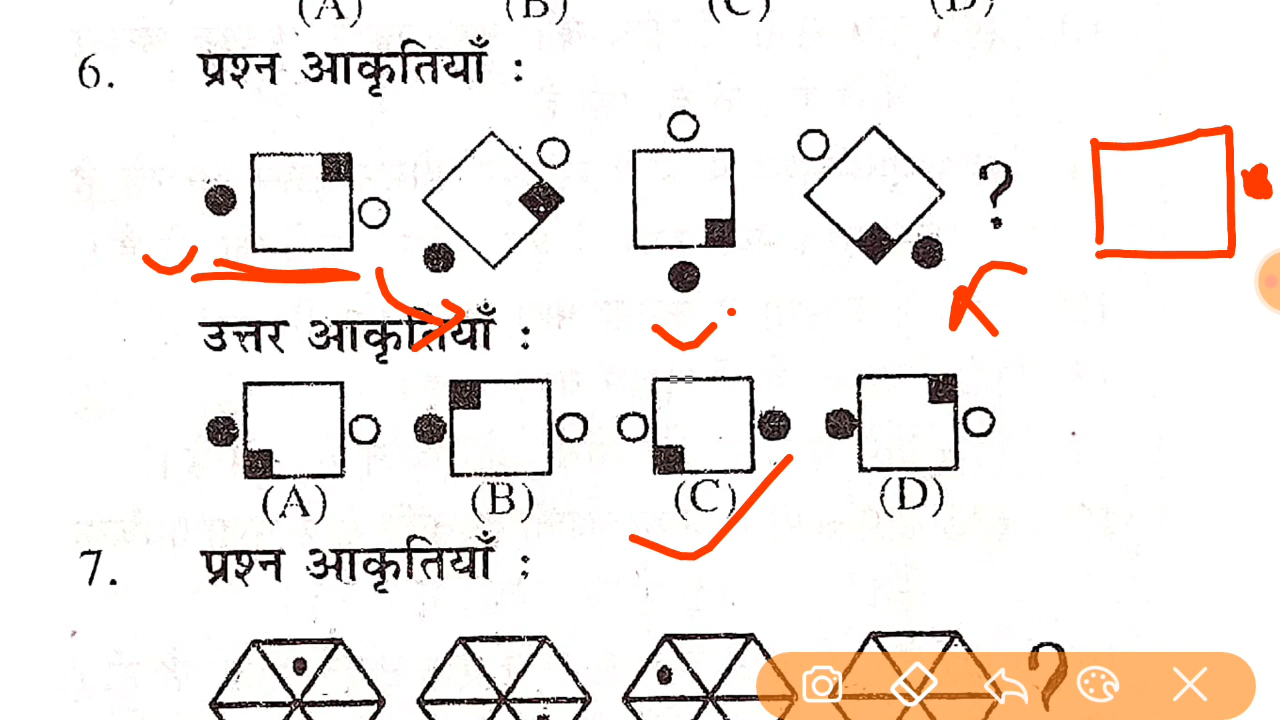 (A) (B) (C) (D)
6. प्रश्न आकृतियाँ :
?
उत्तर आकृतियाँ :
(A) (B) (C) (D)
7. प्रश्न आकृतियाँ :
?